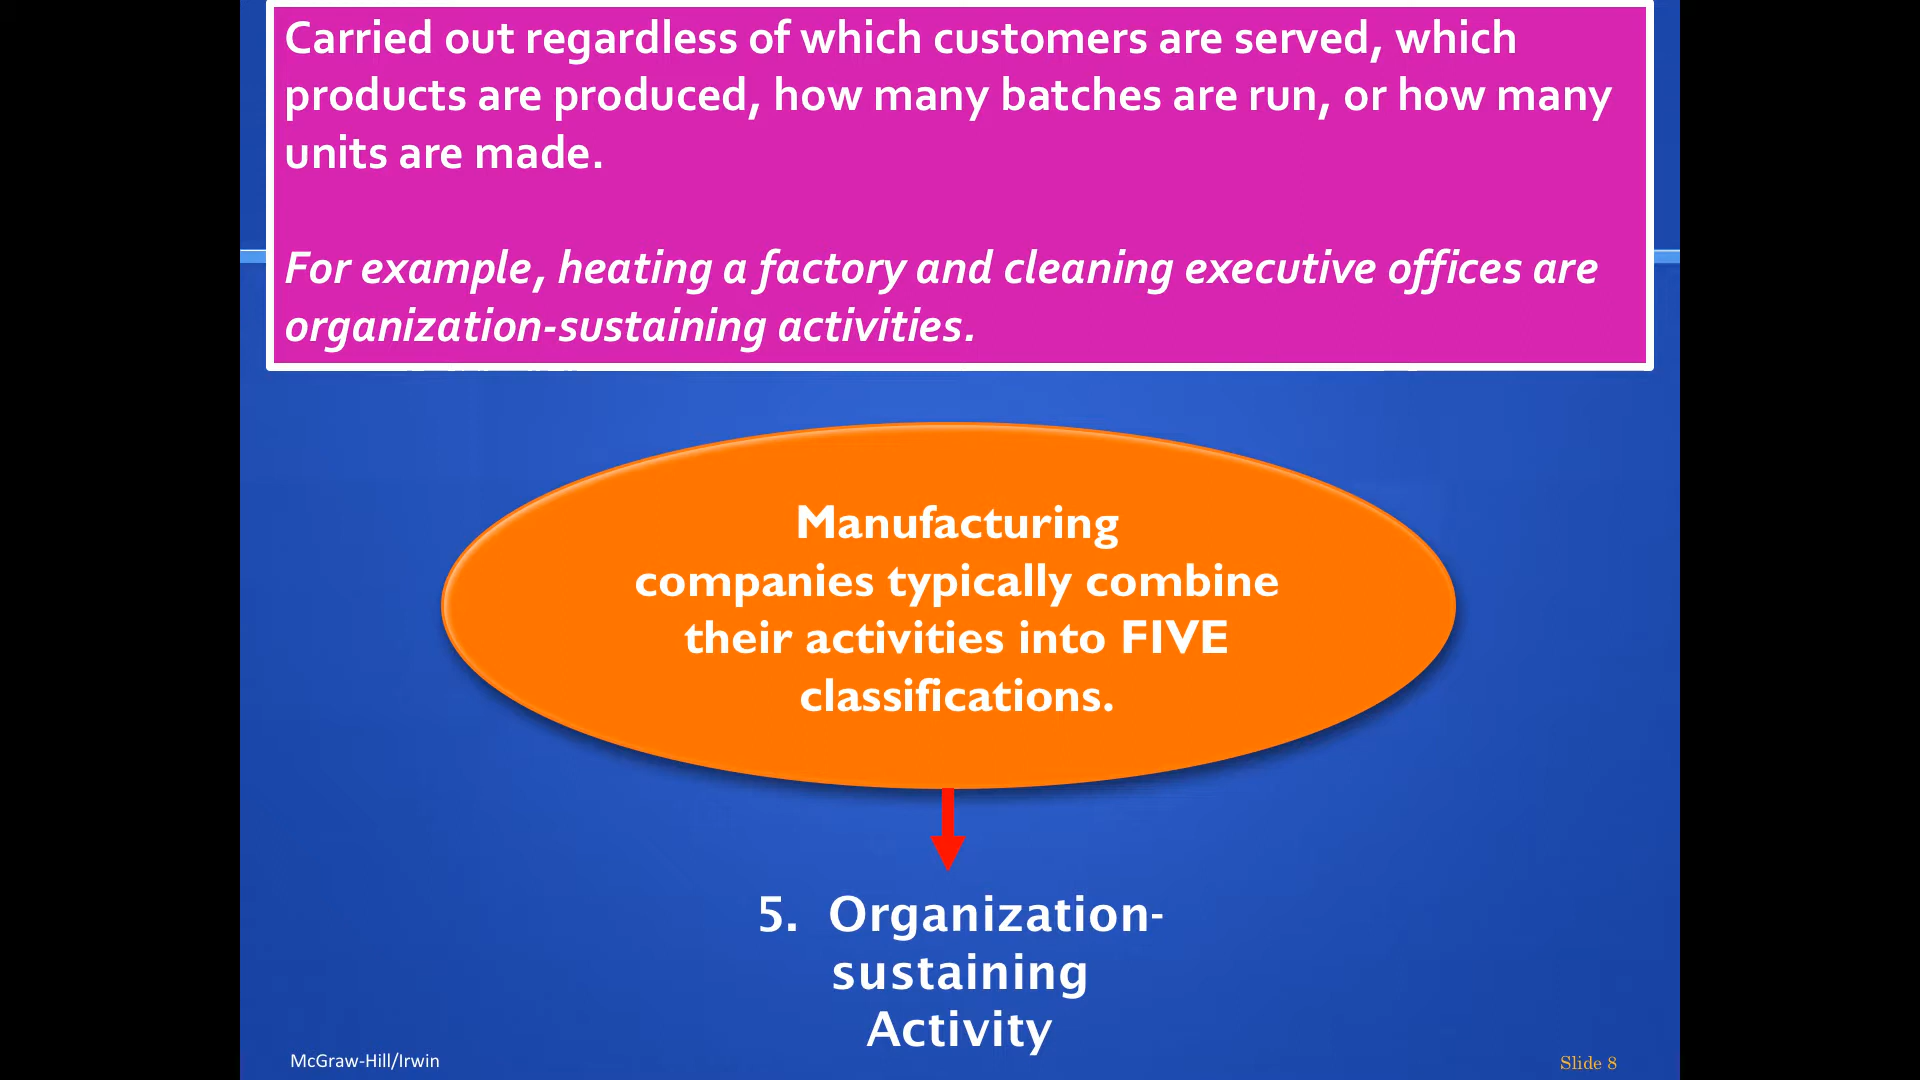 Carried out regardless of which customers are served, which
products are produced, how many batches are run, or how many
units are made.
For example, heating a factory and cleaning executive offices are
organization-sustaining activities.
Manufacturing
companies typically combine
their activities into FIVE
classifications.
5. Organization-
sustaining
Activity
McGraw-Hill/Irwin
Slide 8